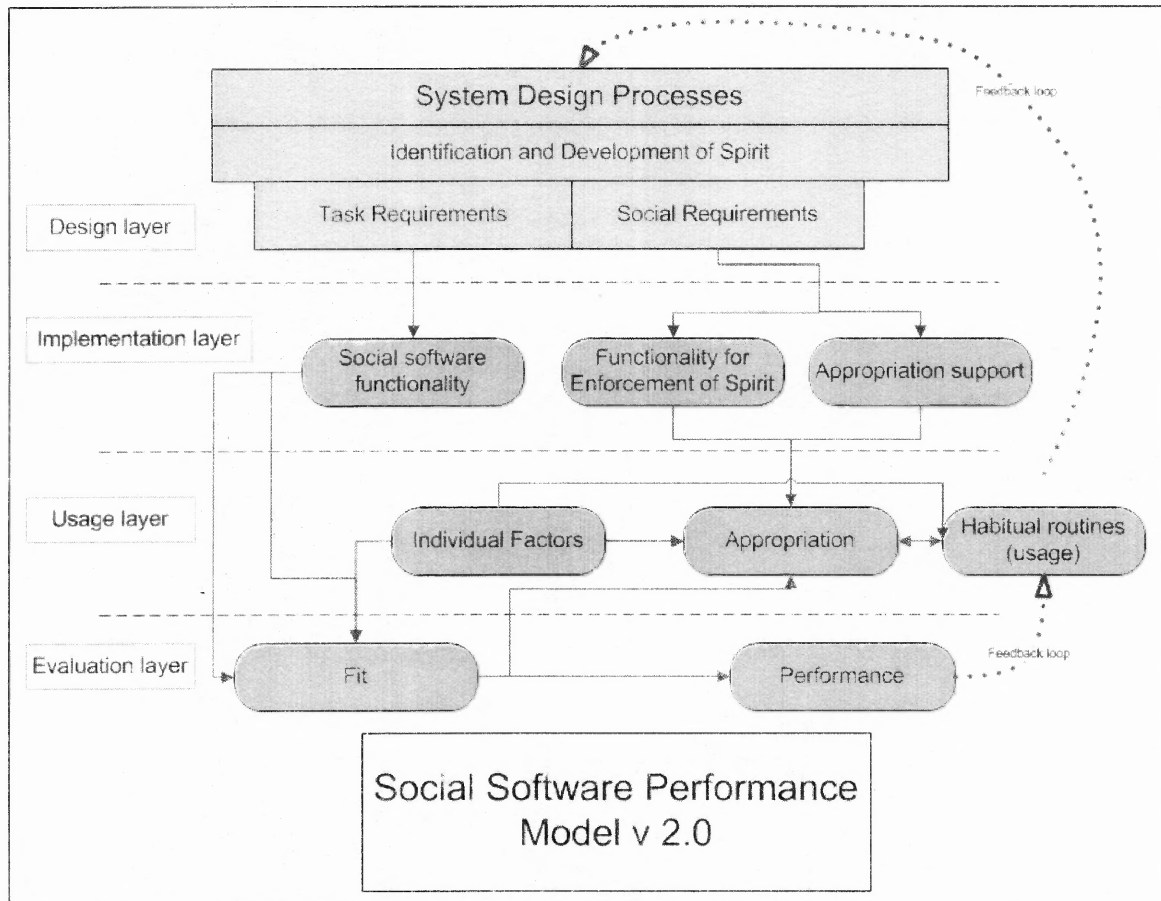 Feedback loop
System Design Processes
Identification and Development of Spirit
Task Requirements
Social Requirements
Design layer
Implementation layer
Social software
functionality
Functionality for
Enforcement of Spirit
Appropriation support
Usage layer
Individual Factors
Appropriation
Habitual routines
(usage)
Evaluation layer
Fit
Performance
Feedback loop
Social Software Performance
Model v 2.0